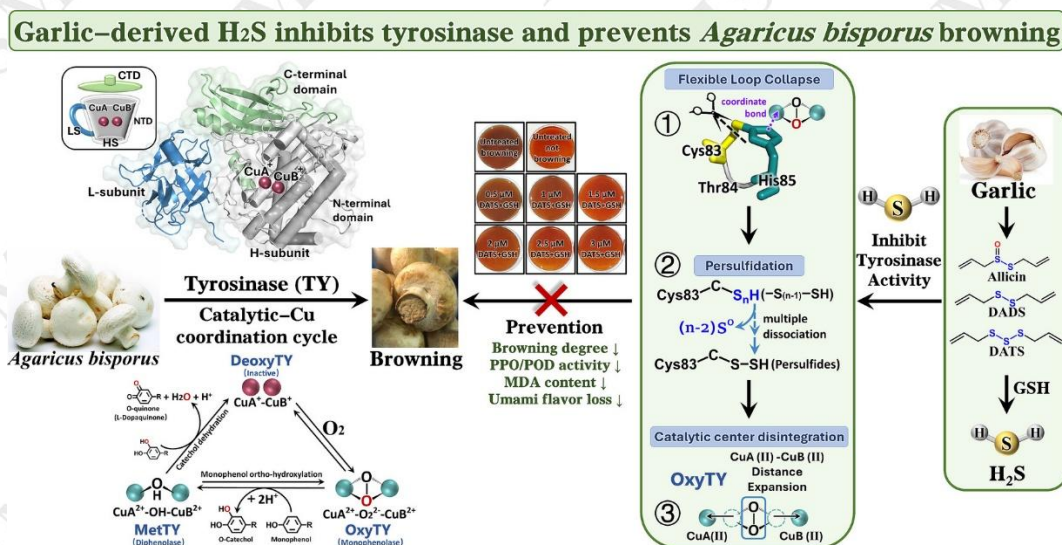 Garlic–derived H₂S inhibits tyrosinase and prevents Agaricus bisporus browning
CTD
CuA CuB
LS
NTD
HS
C-terminal
domain
L-subunit
CuA⁺
CuB⁺
N-terminal
domain
H-subunit
Agaricus bisporus
Tyrosinase (TY)
Catalytic–Cu
coordination cycle
Browning
DeoxyTY
(Inactive)
CuA⁺-CuB⁺
O
O
R
+ H₂O + H⁺
O-quinone
(L-Dopaquinone)
HO
HO
R
Catechol dehydration
O₂
Monophenol ortho-hydroxylation
+ 2H⁺
O
H
CuA²⁺-OH-CuB²⁺
MetTY
(Diphenolase)
HO
HO
R
O-Catechol
HO
R
Monophenol
O
O
CuA²⁺-O₂²⁻-CuB²⁺
OxyTY
(Monophenolase)
Untreated
browning
Untreated
not
browning
0.5 μM
DATS+GSH
1 μM
DATS+GSH
1.5 μM
DATS+GSH
2 μM
DATS+GSH
2.5 μM
DATS+GSH
3 μM
DATS+GSH
Prevention
Browning degree ↓
PPO/POD activity ↓
MDA content ↓
Umami flavor loss ↓
Flexible Loop Collapse
①
coordinate
bond
O
O
Cys83
Thr84
His85
②
Persulfidation
Cys83–C–SnH(–S(n-1)–SH)
(n-2)S⁰
multiple
dissociation
Cys83–C–S–SH(Persulfides)
Catalytic center disintegration
CuA (II) -CuB (II)
Distance
Expansion
OxyTY
③
O
O
CuA(II)
CuB (II)
H S H
Inhibit
Tyrosinase
Activity
Garlic
O
S
S
Allicin
S
S
DADS
S
S
S
DATS
GSH
H S H
H₂S